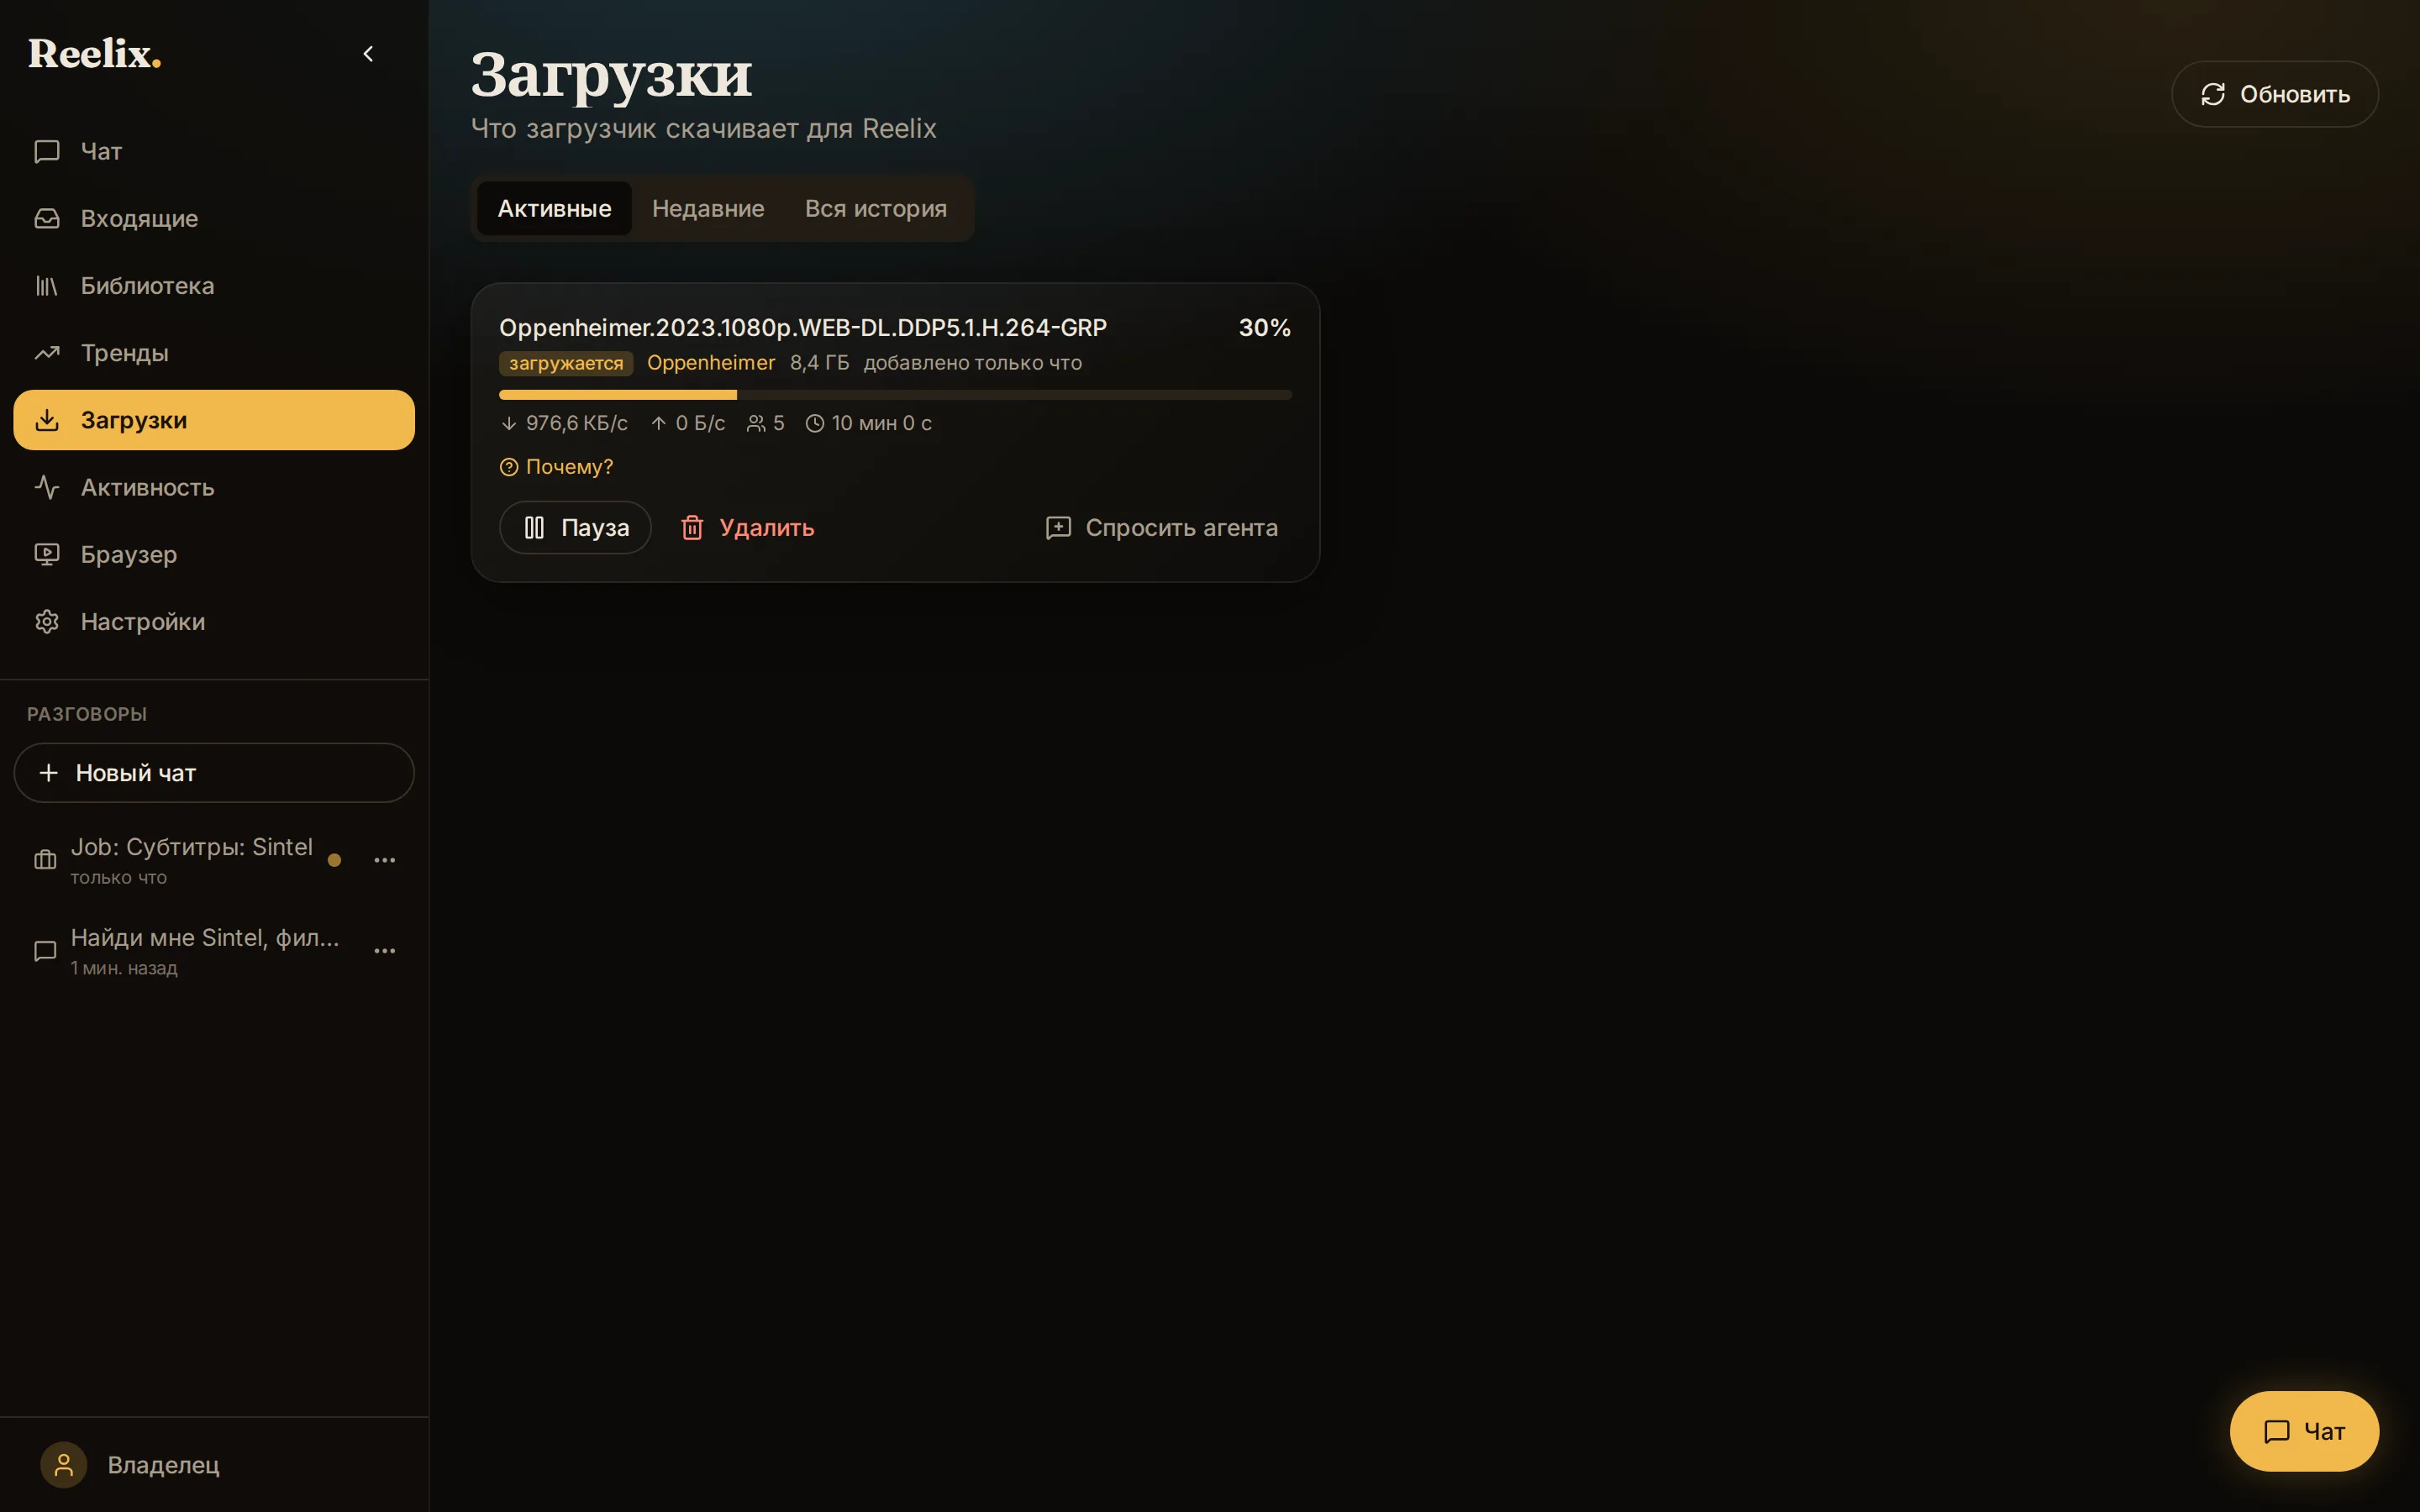 Reelix.
Чат
Входящие
Библиотека
Тренды
Загрузки
Активность
Браузер
Настройки
РАЗГОВОРЫ
Новый чат
Job: Субтитры: Sintel
только что
Найди мне Sintel, фил...
1 мин. назад
Владелец
Загрузки
Что загрузчик скачивает для Reelix
Обновить
Активные Недавние Вся история
Oppenheimer.2023.1080p.WEB-DL.DDP5.1.H.264-GRP 30%
загружается Oppenheimer 8,4 ГБ добавлено только что
976,6 КБ/с 0 Б/с 5 10 мин 0 с
Почему?
Пауза Удалить Спросить агента
Чат